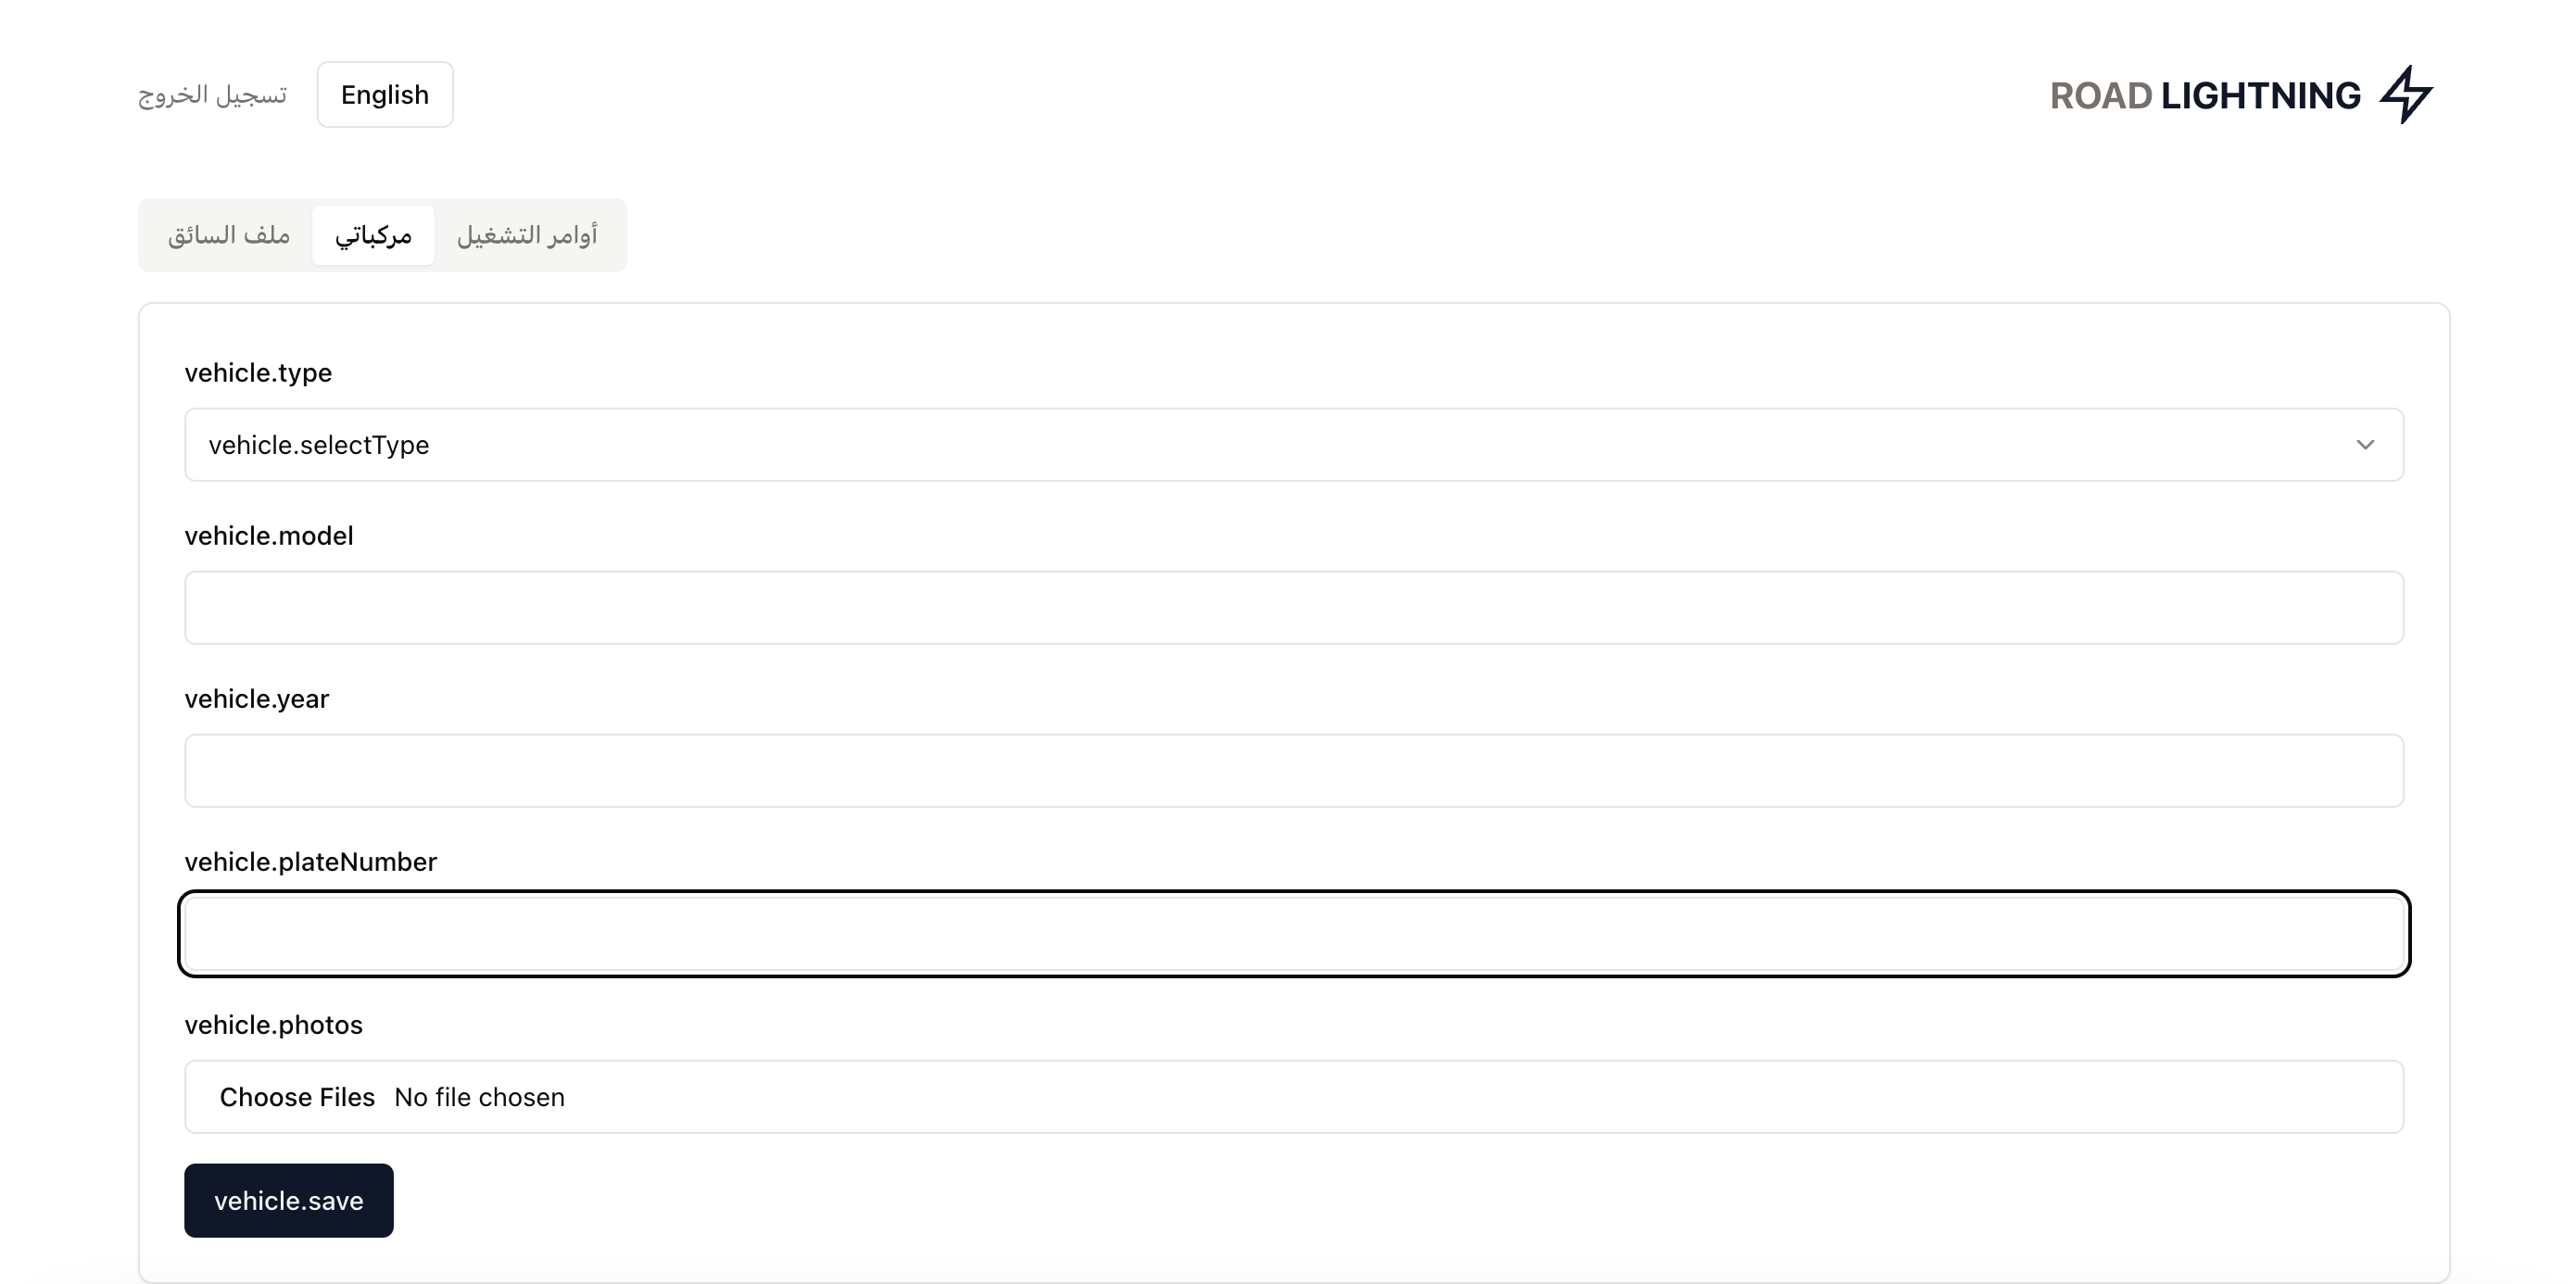 ROAD LIGHTNING
English
تسجيل الخروج
أوامر التشغيل
مركباتي
ملف السائق
vehicle.type
vehicle.selectType
vehicle.model
vehicle.year
vehicle.plateNumber
vehicle.photos
Choose Files No file chosen
vehicle.save